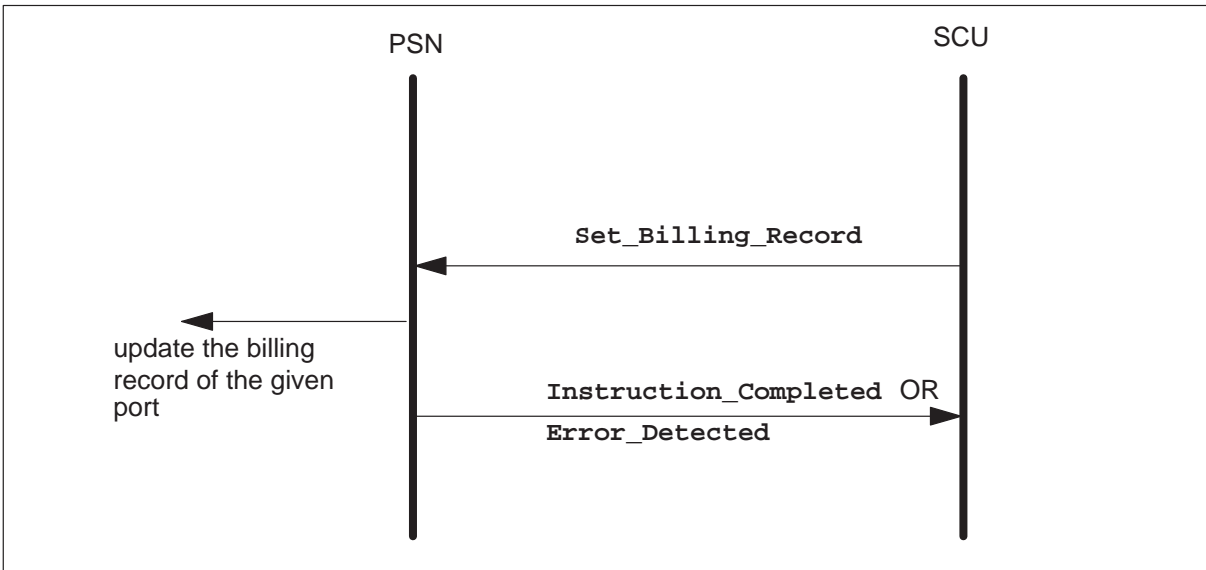 PSN
SCU
Set_Billing_Record
update the billing
record of the given
port
Instruction_Completed OR
Error_Detected